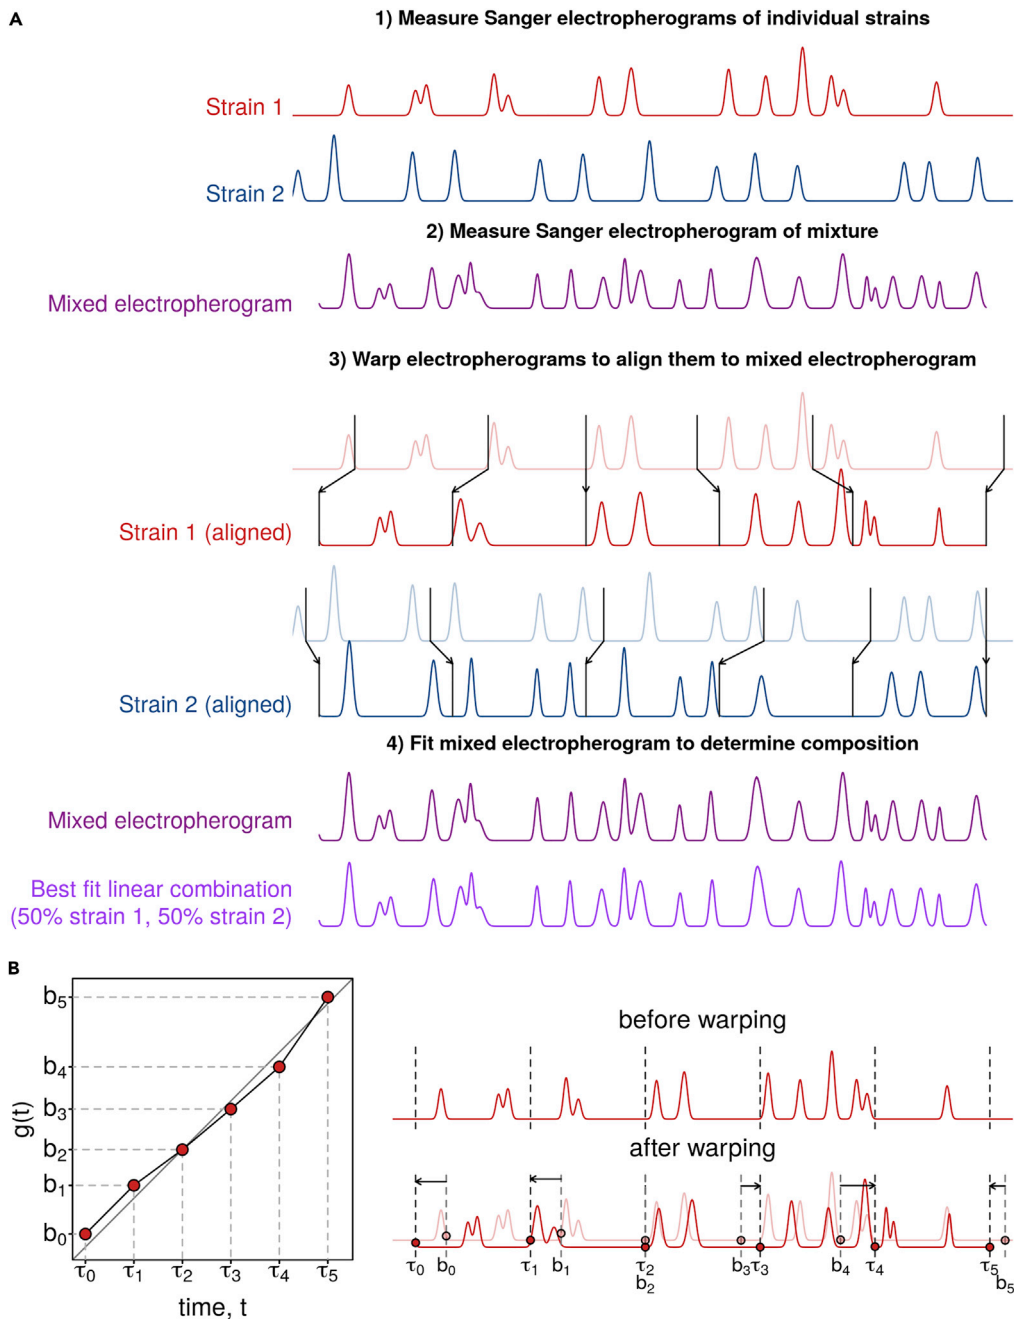 A
1) Measure Sanger electropherograms of individual strains
Strain 1
Strain 2
2) Measure Sanger electropherogram of mixture
Mixed electropherogram
3) Warp electropherograms to align them to mixed electropherogram
Strain 1 (aligned)
Strain 2 (aligned)
4) Fit mixed electropherogram to determine composition
Mixed electropherogram
Best fit linear combination
(50% strain 1, 50% strain 2)
B
b₅
b₄
b₃
b₂
b₁
b₀
g(t)
τ₀ τ₁ τ₂ τ₃ τ₄ τ₅
time, t
before warping
after warping
τ₀ b₀ τ₁ b₁ τ₂ b₃ τ₃ b₄ τ₄ τ₅
b₂ b₅